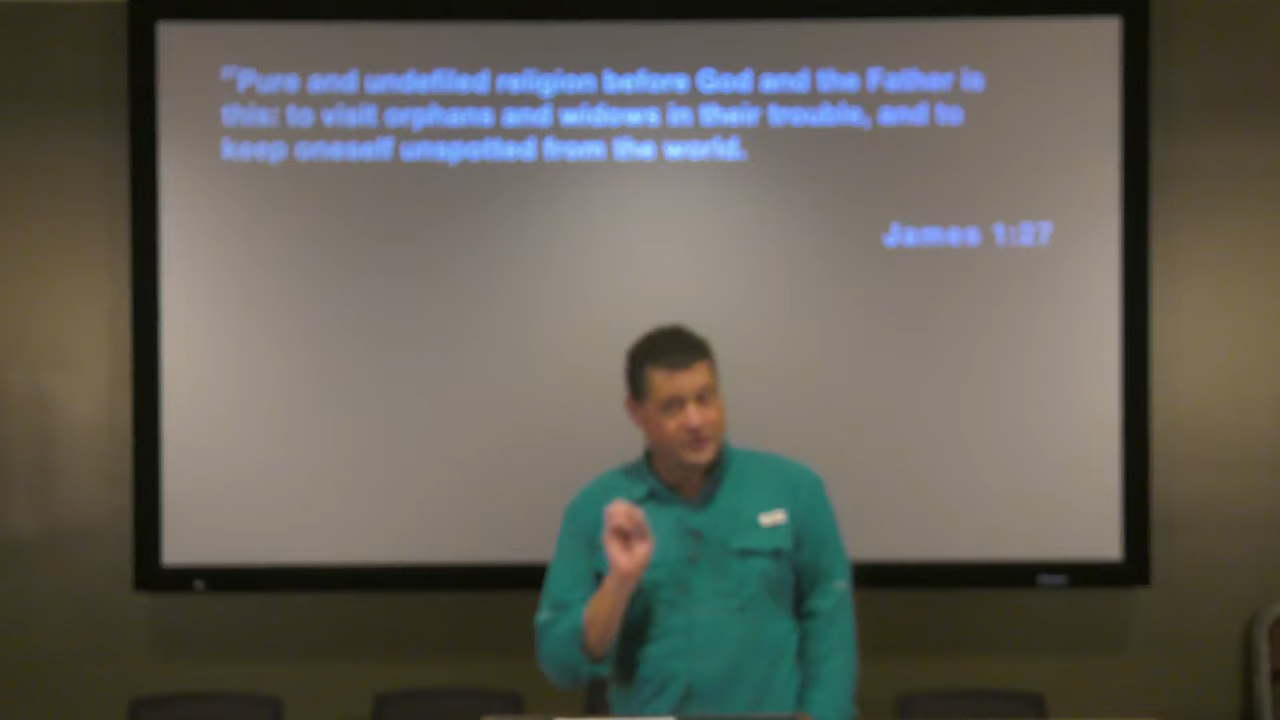 "Pure and undefiled religion before God and the Father is
this: to visit orphans and widows in their trouble, and to
keep oneself unspotted from the world.
James 1:27